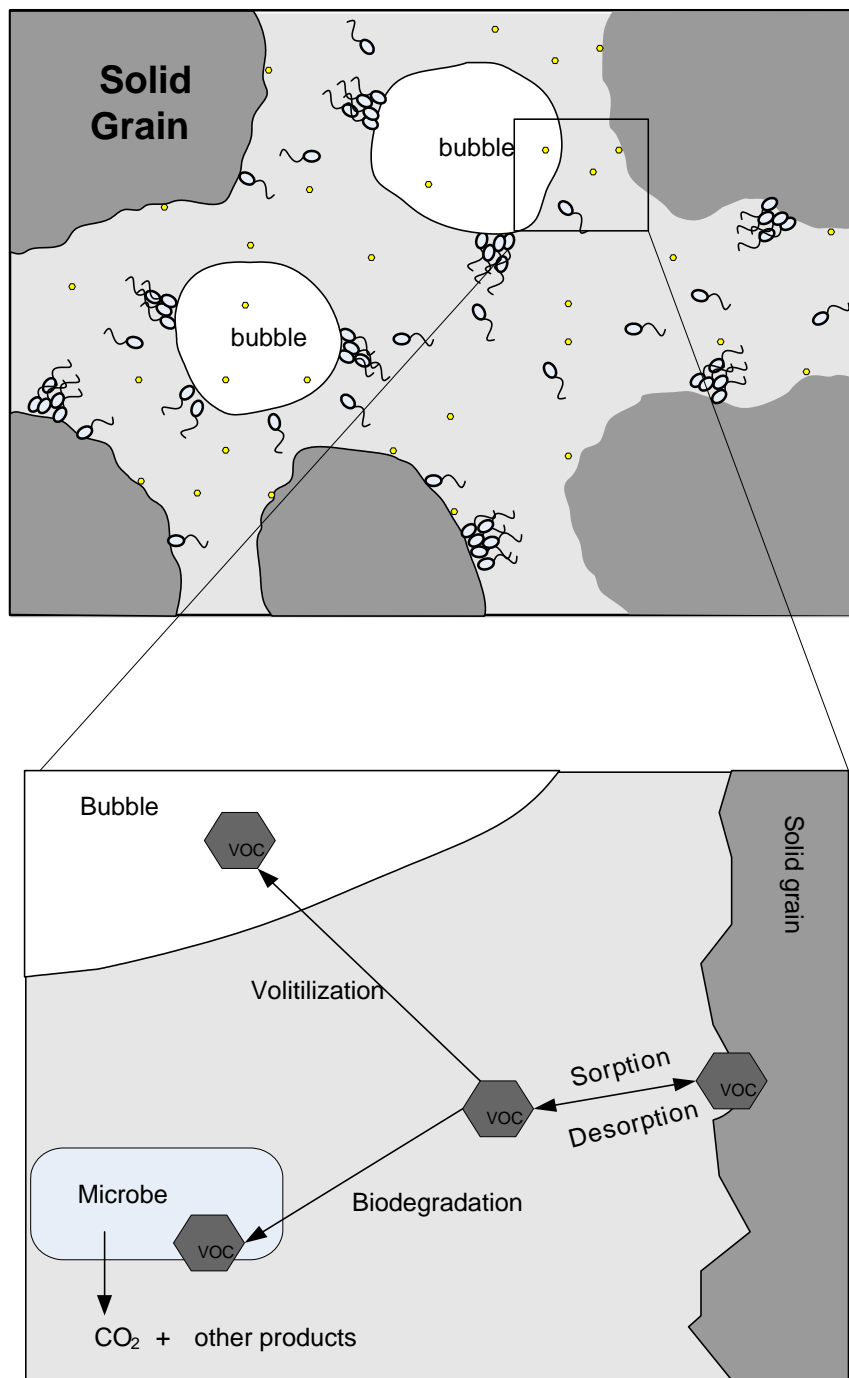 Solid
Grain
bubble
bubble
Bubble
VOC
Solid grain
Volitilization
Sorption
VOC
VOC
Desorption
Microbe
Biodegradation
VOC
CO₂ + other products